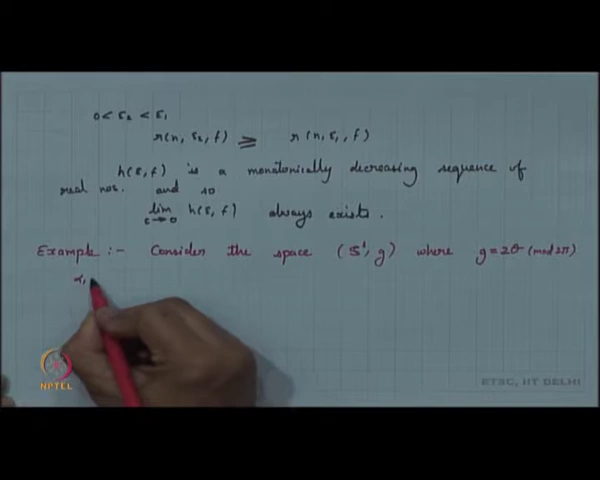 0 < ε₂ < ε₁
r(n, ε₂, f) ≥ r(n, ε₁, f)
h(ε, f) is a monotonically decreasing sequence of
real nos. and so
lim ε→0 h(ε, f) always exists.
Example :- Consider the space (S¹, g) where g = 2θ (mod 2π)
NPTEL
ETSC, IIT DELHI